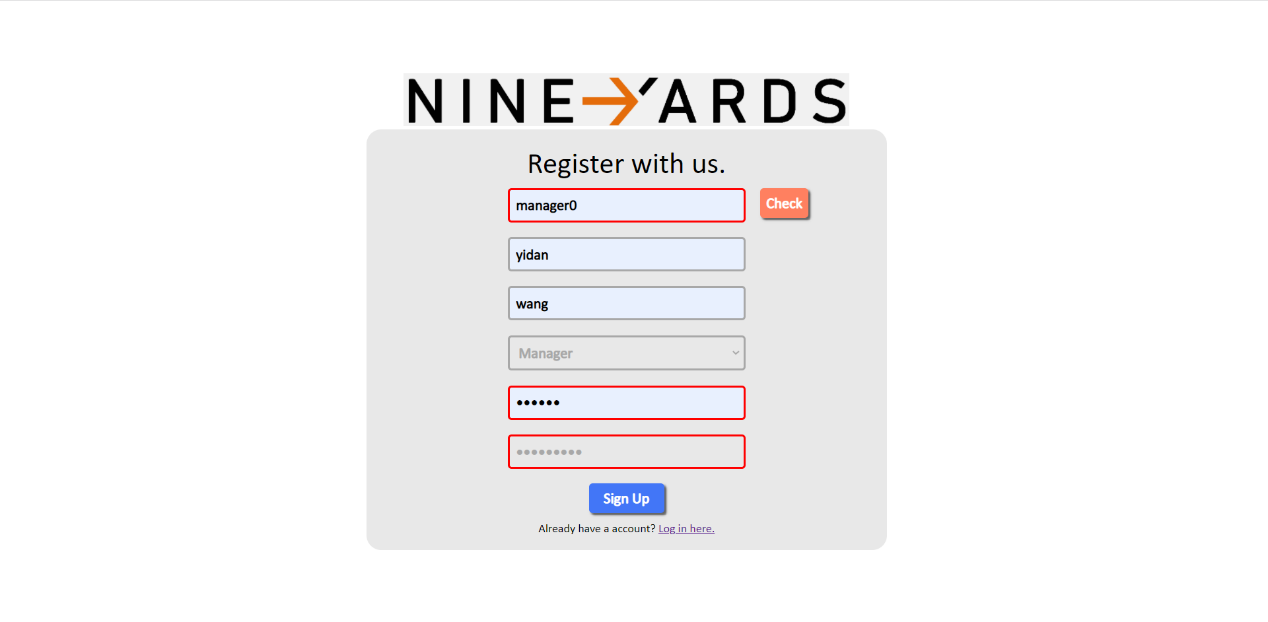 NINE YARDS
Register with us.
manager0
Check
yidan
wang
Manager
••••••
•••••••••
Sign Up
Already have a account? Log in here.